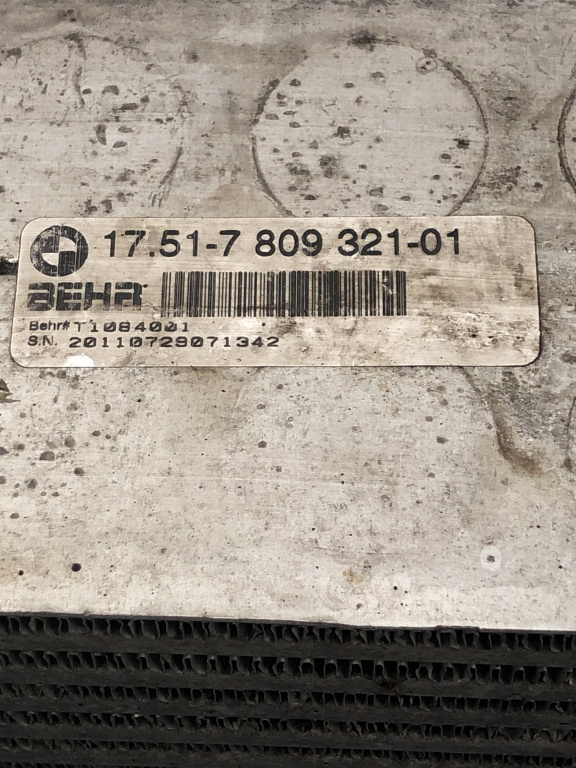 17.51-7 809 321-01
BEHR
Behr# T1084001
S.N. 20110729071342